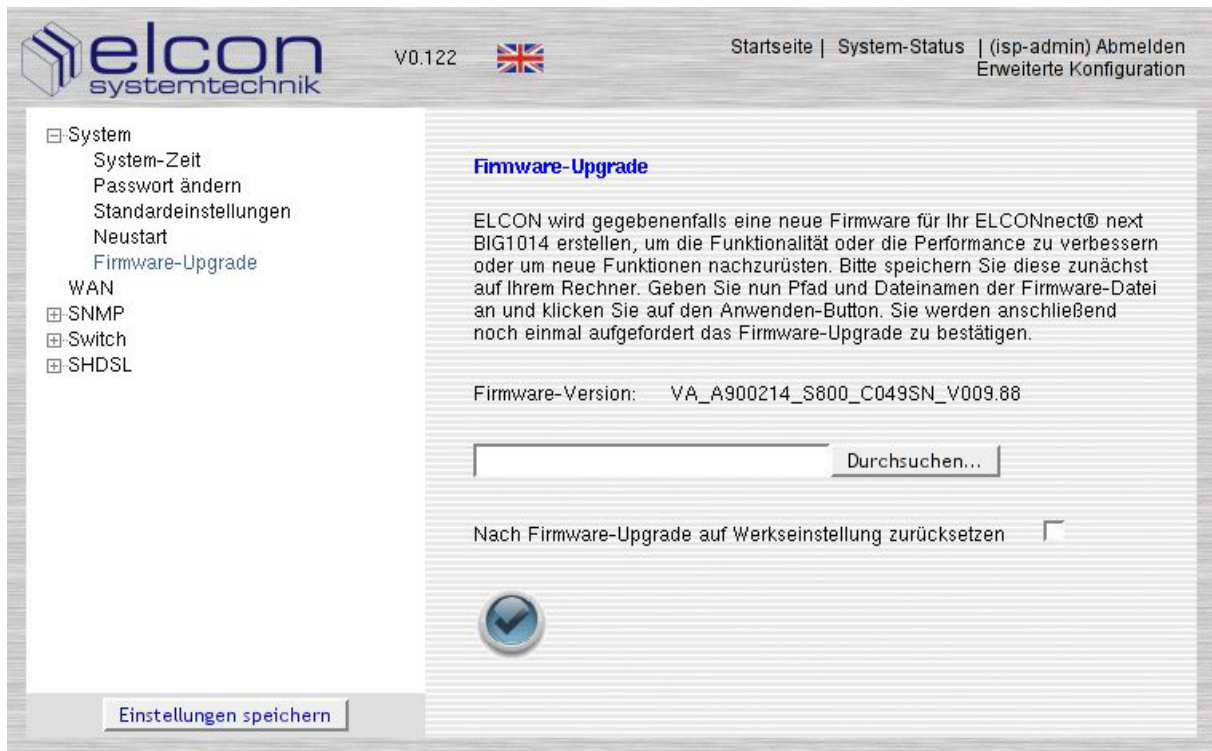 elcon
systemtechnik
V0.122
Startseite | System-Status | (isp-admin) Abmelden
Erweiterte Konfiguration
System
System-Zeit
Passwort ändern
Standardeinstellungen
Neustart
Firmware-Upgrade
WAN
SNMP
Switch
SHDSL
Einstellungen speichern
Firmware-Upgrade
ELCON wird gegebenenfalls eine neue Firmware für Ihr ELCONnect® next
BIG1014 erstellen, um die Funktionalität oder die Performance zu verbessern
oder um neue Funktionen nachzurüsten. Bitte speichern Sie diese zunächst
auf Ihrem Rechner. Geben Sie nun Pfad und Dateinamen der Firmware-Datei
an und klicken Sie auf den Anwenden-Button. Sie werden anschließend
noch einmal aufgefordert das Firmware-Upgrade zu bestätigen.
Firmware-Version: VA_A900214_S800_C049SN_V009.88
Durchsuchen...
Nach Firmware-Upgrade auf Werkseinstellung zurücksetzen